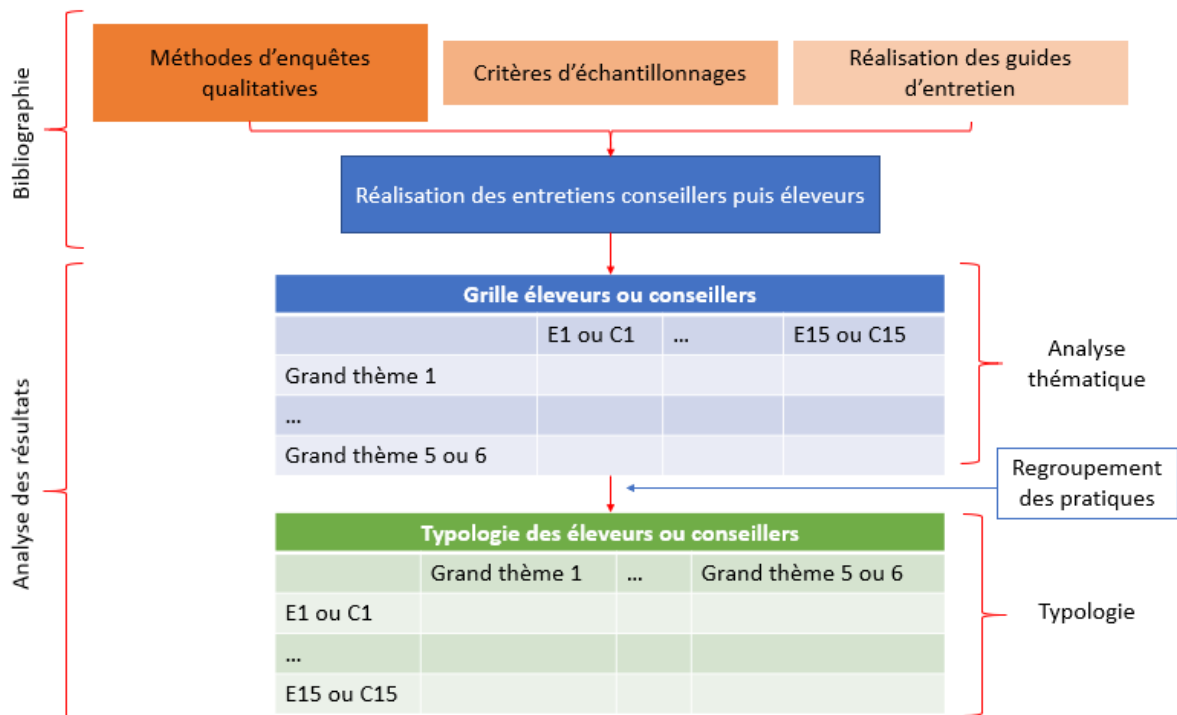 Bibliographie
Méthodes d'enquêtes
qualitatives
Critères d'échantillonnages
Réalisation des guides
d'entretien
Réalisation des entretiens conseillers puis éleveurs
Analyse des résultats
Grille éleveurs ou conseillers
E1 ou C1 … E15 ou C15
Grand thème 1
…
Grand thème 5 ou 6
Analyse
thématique
Regroupement
des pratiques
Typologie des éleveurs ou conseillers
Grand thème 1 … Grand thème 5 ou 6
E1 ou C1
…
E15 ou C15
Typologie